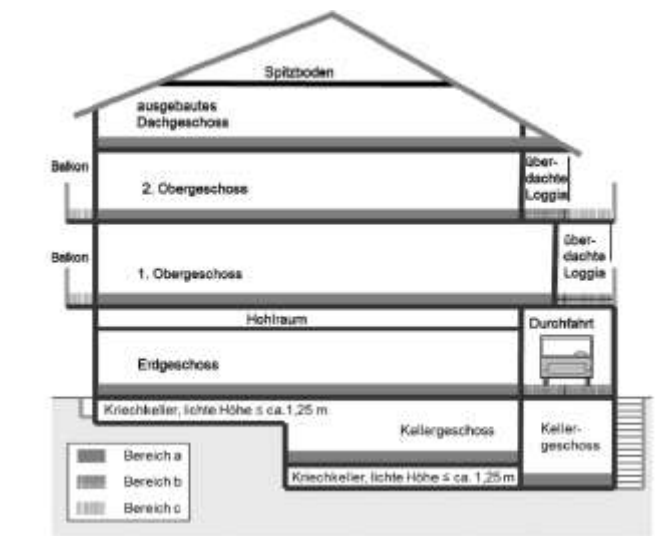 Spitzboden
ausgebautes
Dachgeschoss
Balkon
2. Obergeschoss
über-
dachte
Loggia
Balkon
1. Obergeschoss
über-
dachte
Loggia
Hohlraum
Durchfahrt
Erdgeschoss
Kriechkeller, lichte Höhe ≤ ca. 1,25 m
Kellergeschoss
Keller-
geschoss
Kriechkeller, lichte Höhe ≤ ca. 1,25 m
Bereich a
Bereich b
Bereich c